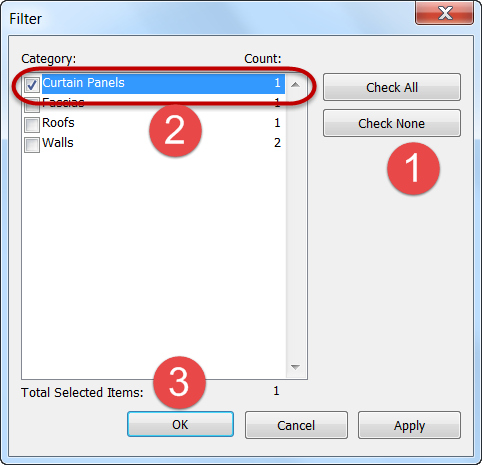 Filter
Category: Count:
Curtain Panels 1
Fascias 1
Roofs 1
Walls 2
Check All
Check None
1
2
3
Total Selected Items: 1
OK Cancel Apply